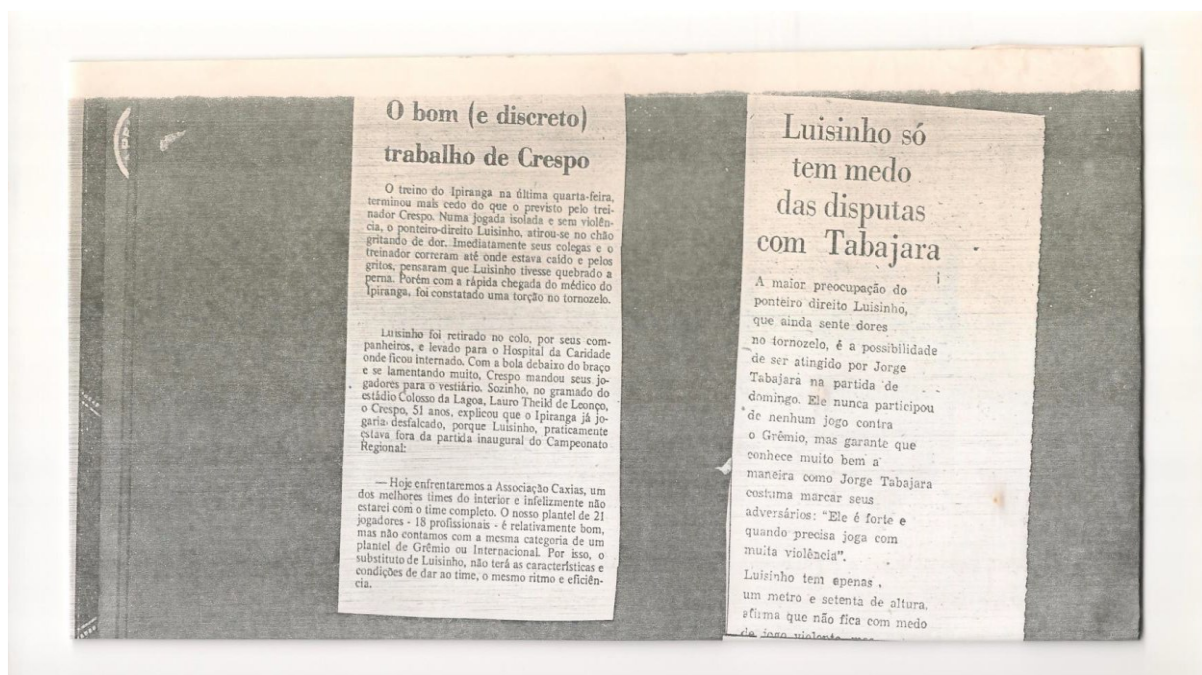 O bom (e discreto)
trabalho de Crespo
O treino do Ipiranga na última quarta-feira,
terminou mais cedo do que o previsto pelo trei-
nador Crespo. Numa jogada isolada e sem violên-
cia, o ponteiro-direito Luisinho, atirou-se no chão
gritando de dor. Imediatamente seus colegas e o
treinador correram até onde estava caído e pelos
gritos, pensaram que Luisinho tivesse quebrado a
perna. Porém com a rápida chegada do médico do
Ipiranga, foi constatado uma torção no tornozelo.
Luisinho foi retirado no colo, por seus com-
panheiros, e levado para o Hospital da Caridade
onde ficou internado. Com a bola debaixo do braço
e se lamentando muito, Crespo mandou seus jo-
gadores para o vestiário. Sozinho, no gramado do
estádio Colosso da Lagoa, Lauro Theild de Leonço,
o Crespo, 51 anos, explicou que o Ipiranga já jo-
garia desfalcado, porque Luisinho, praticamente
estava fora da partida inaugural do Campeonato
Regional:
— Hoje enfrentaremos a Associação Caxias, um
dos melhores times do interior e infelizmente não
estarei com o time completo. O nosso plantel de 21
jogadores - 18 profissionais - é relativamente bom,
mas não contamos com a mesma categoria de um
plantel de Grêmio ou Internacional. Por isso, o
substituto de Luisinho, não terá as características e
condições de dar ao time, o mesmo ritmo e eficiên-
cia.
Luisinho só
tem medo
das disputas
com Tabajara
A maior preocupação do
ponteiro direito Luisinho,
que ainda sente dores
no tornozelo, é a possibilidade
de ser atingido por Jorge
Tabajara na partida de
domingo. Ele nunca participou
de nenhum jogo contra
o Grêmio, mas garante que
conhece muito bem a
maneira como Jorge Tabajara
costuma marcar seus
adversários: "Ele é forte e
quando precisa joga com
muita violência".
Luisinho tem apenas
um metro e setenta de altura,
afirma que não fica com medo
de jogo violento